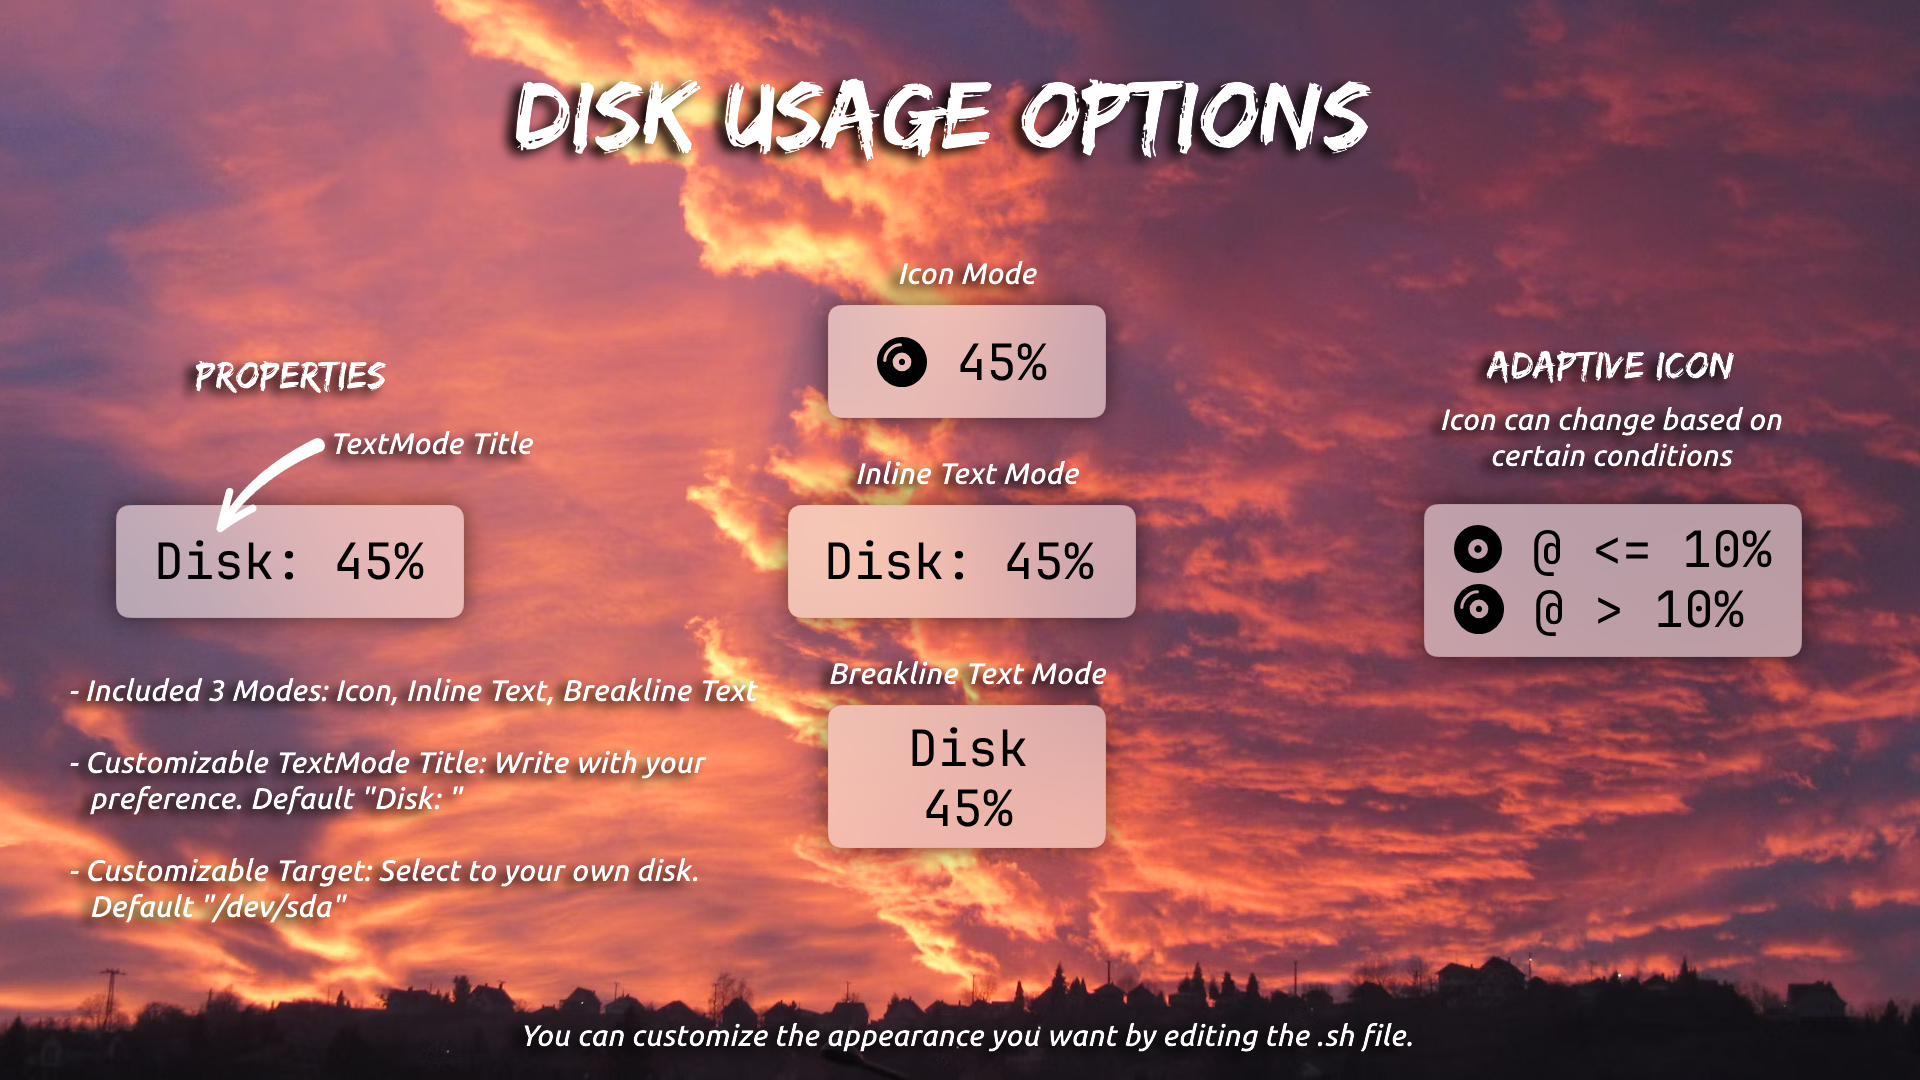 DISK USAGE OPTIONS
PROPERTIES
TextMode Title
Disk: 45%
- Included 3 Modes: Icon, Inline Text, Breakline Text
- Customizable TextMode Title: Write with your
preference. Default "Disk: "
- Customizable Target: Select to your own disk.
Default "/dev/sda"
Icon Mode
45%
Inline Text Mode
Disk: 45%
Breakline Text Mode
Disk
45%
ADAPTIVE ICON
Icon can change based on
certain conditions
@ <= 10%
@ > 10%
You can customize the appearance you want by editing the .sh file.